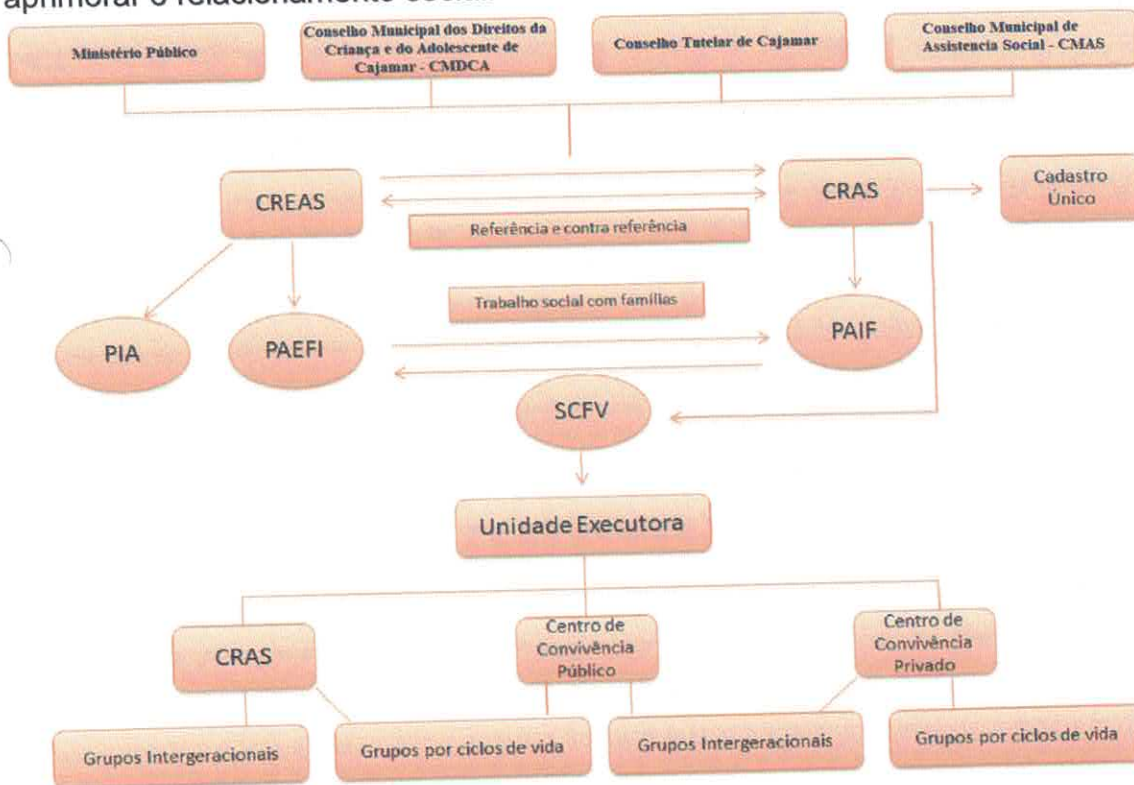 aprimorar o relacionamento social.
Ministério Público
Conselho Municipal dos Direitos da
Criança e do Adolescente de
Cajamar - CMDCA
Conselho Tutelar de Cajamar
Conselho Municipal de
Assistencia Social - CMAS
CREAS
CRAS
Cadastro
Único
Referência e contra referência
Trabalho social com famílias
PIA
PAEFI
PAIF
SCFV
Unidade Executora
CRAS
Centro de
Convivência
Público
Centro de
Convivência
Privado
Grupos Intergeracionais
Grupos por ciclos de vida
Grupos Intergeracionais
Grupos por ciclos de vida